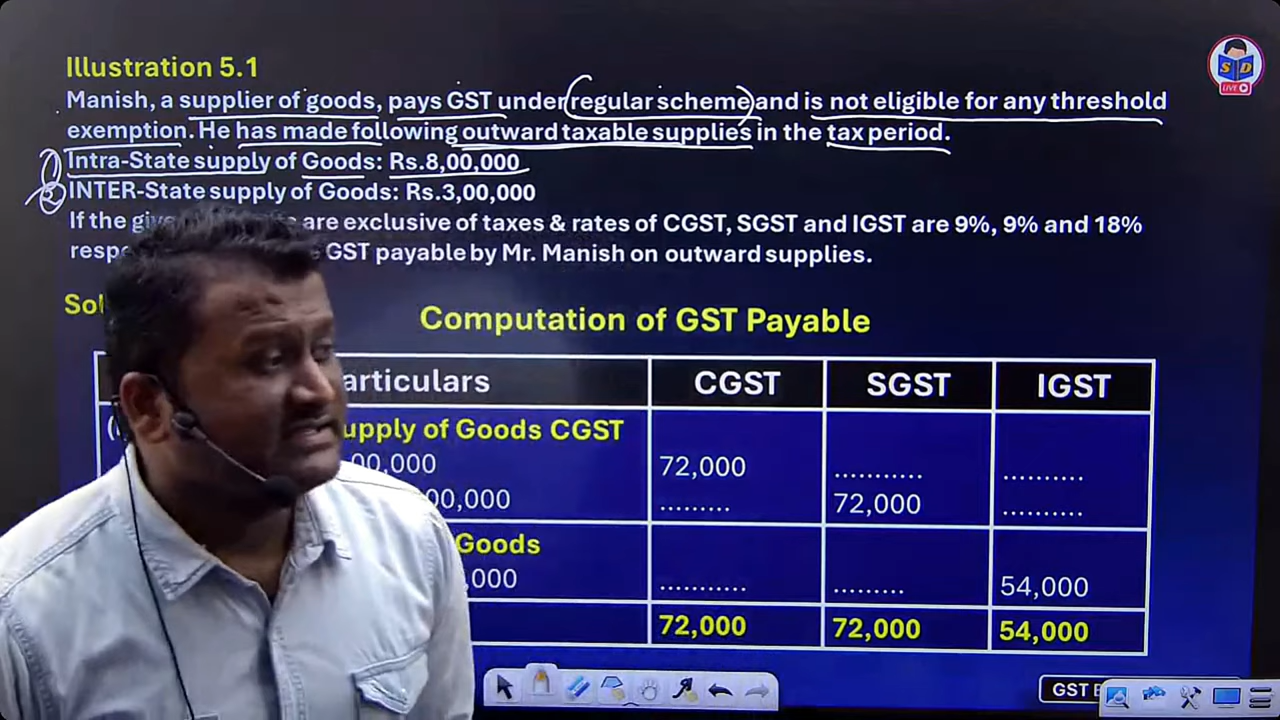 Illustration 5.1
Manish, a supplier of goods, pays GST under regular scheme and is not eligible for any threshold
exemption. He has made following outward taxable supplies in the tax period.
Intra-State supply of Goods: Rs.8,00,000
INTER-State supply of Goods: Rs.3,00,000
If the are exclusive of taxes & rates of CGST, SGST and IGST are 9%, 9% and 18%
GST payable by Mr. Manish on outward supplies.
Computation of GST Payable
CGST SGST IGST
of Goods CGST
00,000 72,000 ........... ...........
00,000 ......... 72,000 ...........
Goods
,000 ............ .......... 54,000
72,000 72,000 54,000
S D
LIVE
GST